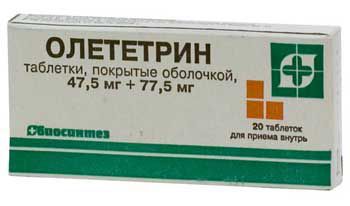 ОЛЕТЕТРИН
таблетки, покрытые оболочкой,
47,5 мг + 77,5 мг
20 таблеток
для приема внутрь
Биосинтез